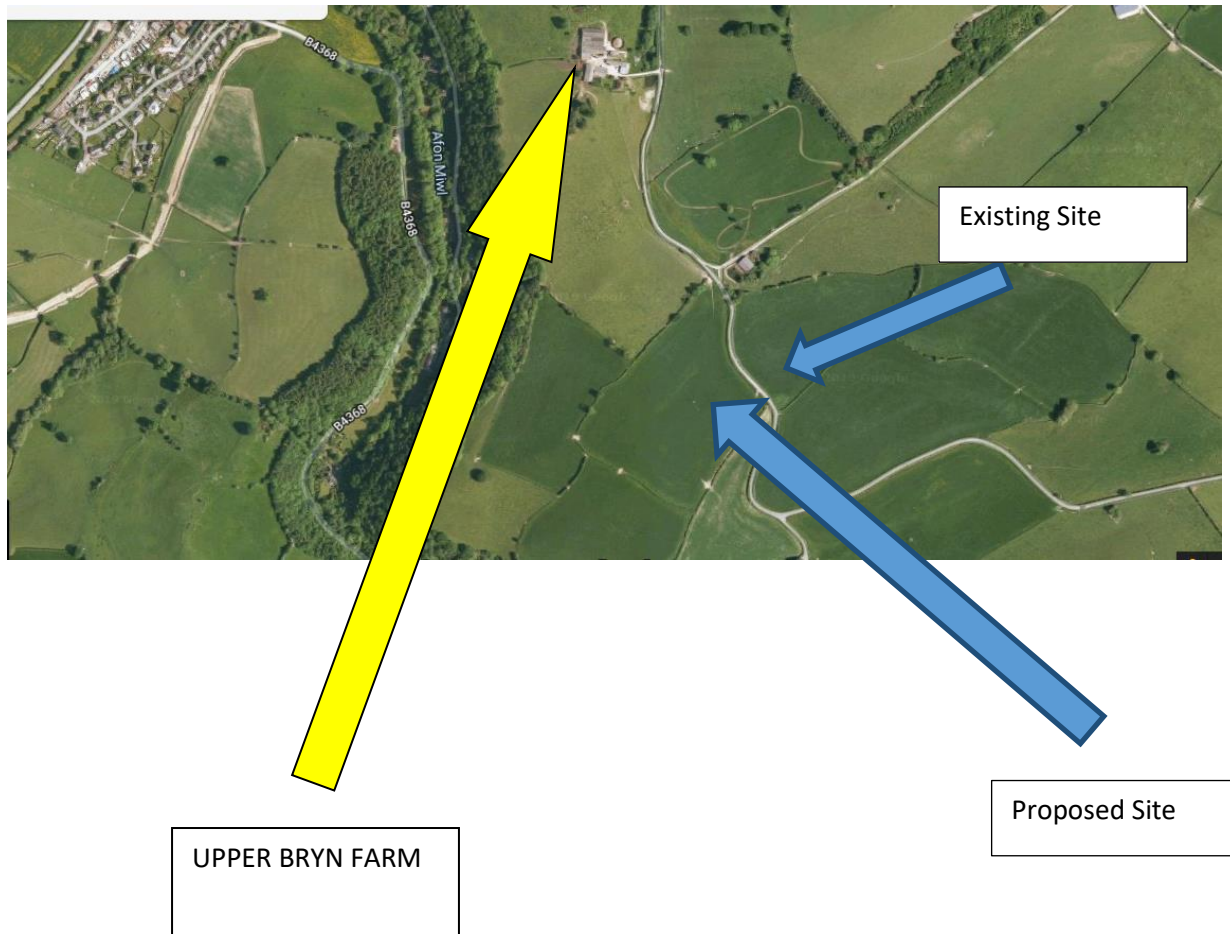 B4368
Afon Miwl
B4368
B4368
Existing Site
Proposed Site
UPPER BRYN FARM